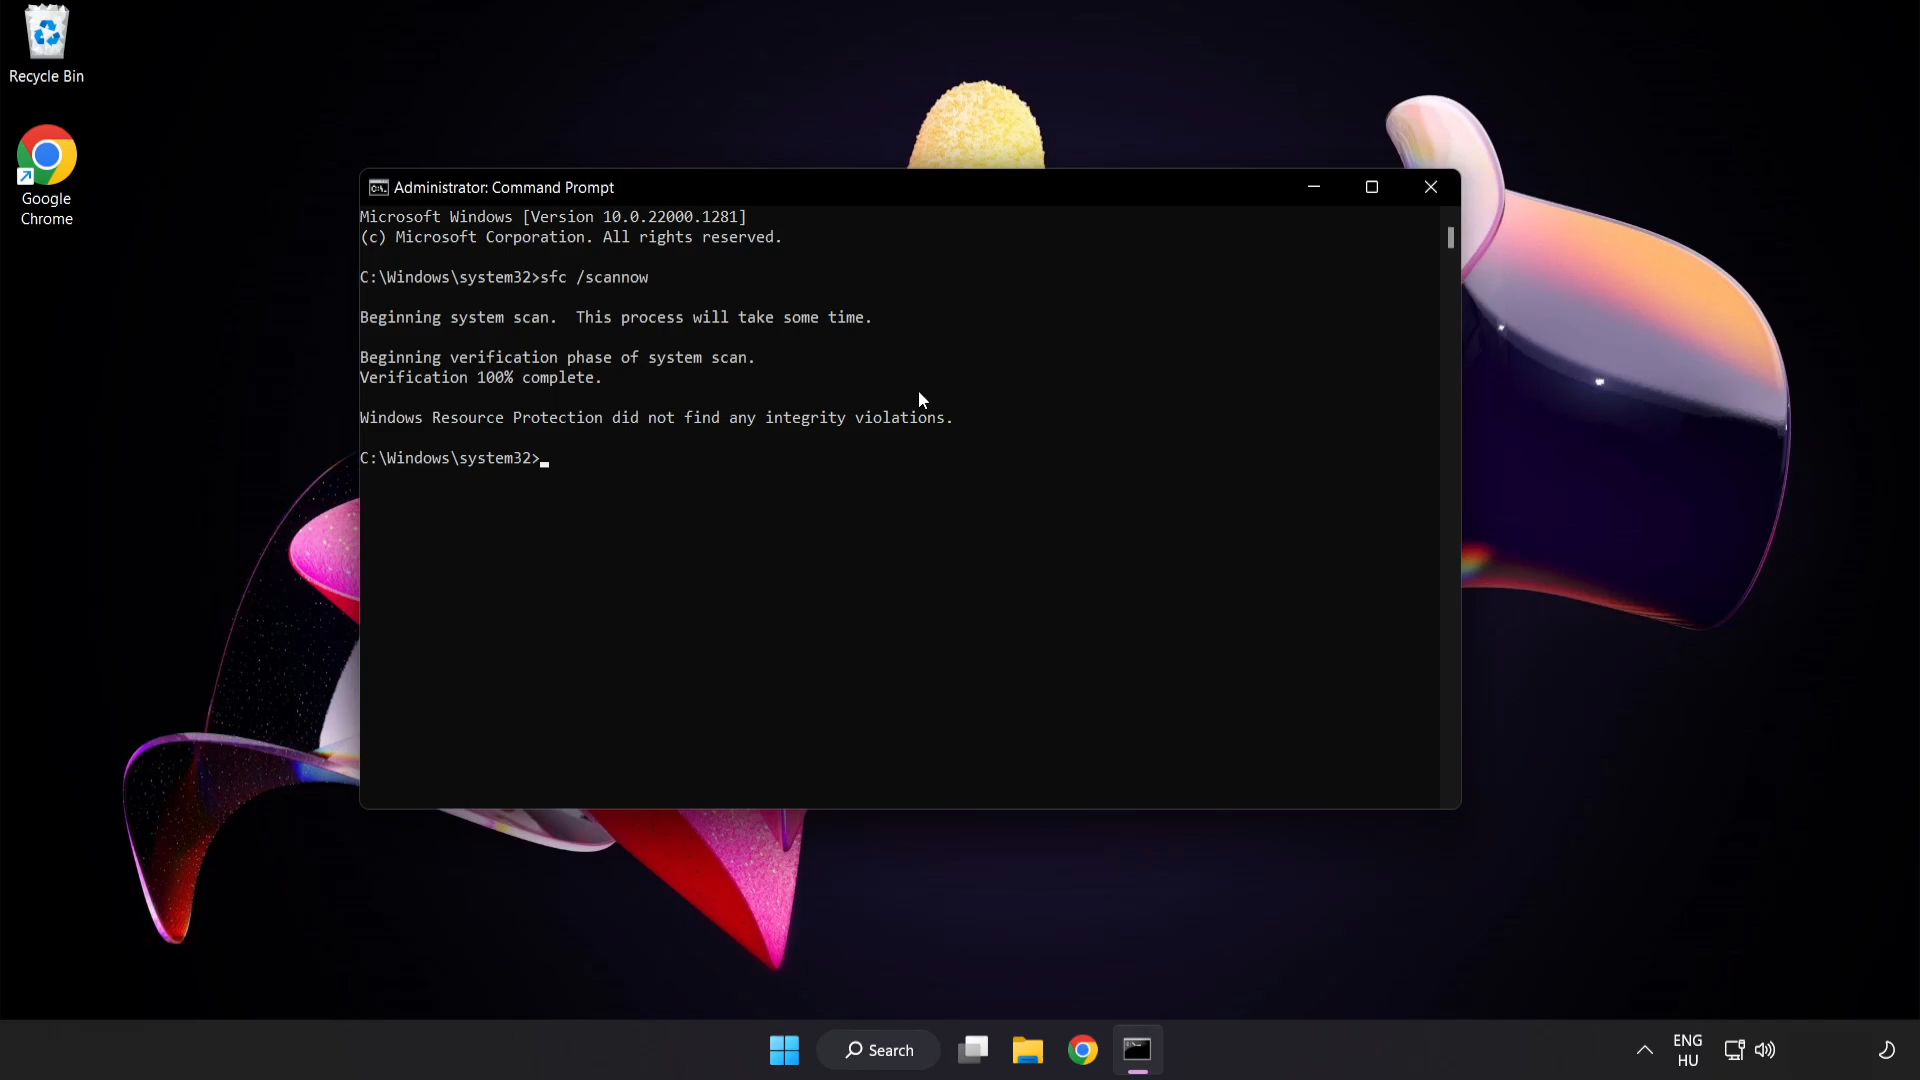 Recycle Bin
Google
Chrome
Administrator: Command Prompt
Microsoft Windows [Version 10.0.22000.1281]
(c) Microsoft Corporation. All rights reserved.
C:\Windows\system32>sfc /scannow
Beginning system scan.  This process will take some time.
Beginning verification phase of system scan.
Verification 100% complete.
Windows Resource Protection did not find any integrity violations.
C:\Windows\system32>
Search
ENG
HU